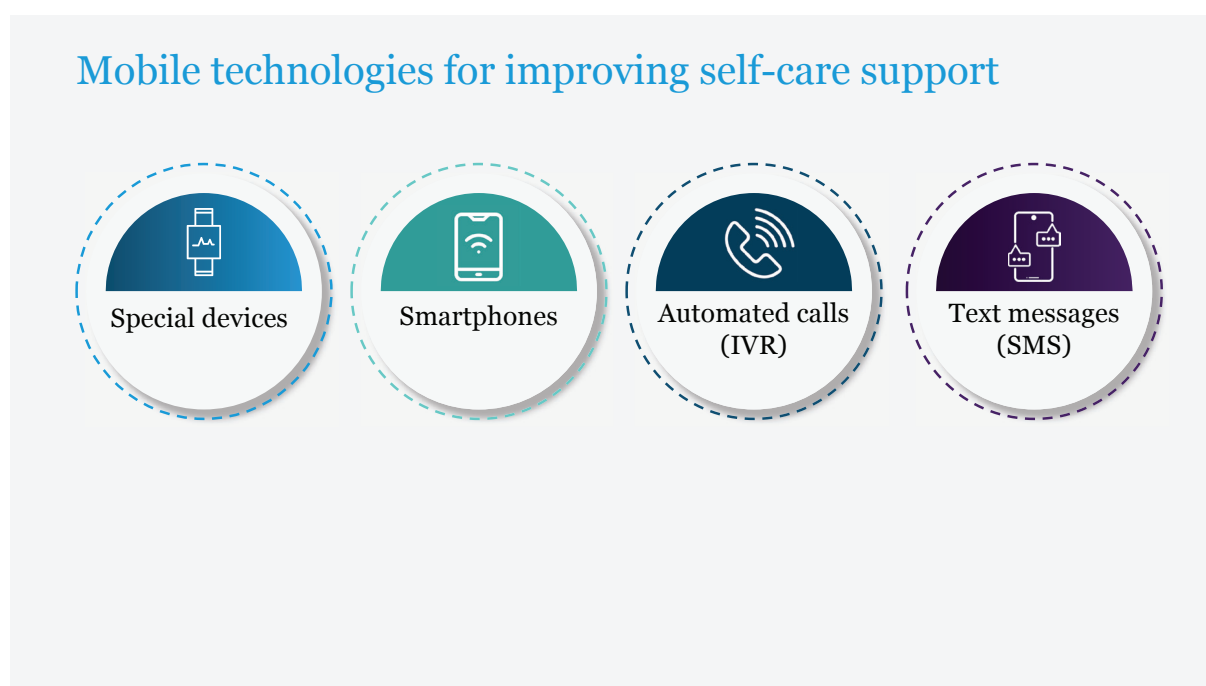 Mobile technologies for improving self-care support
Special devices
Smartphones
Automated calls
(IVR)
Text messages
(SMS)